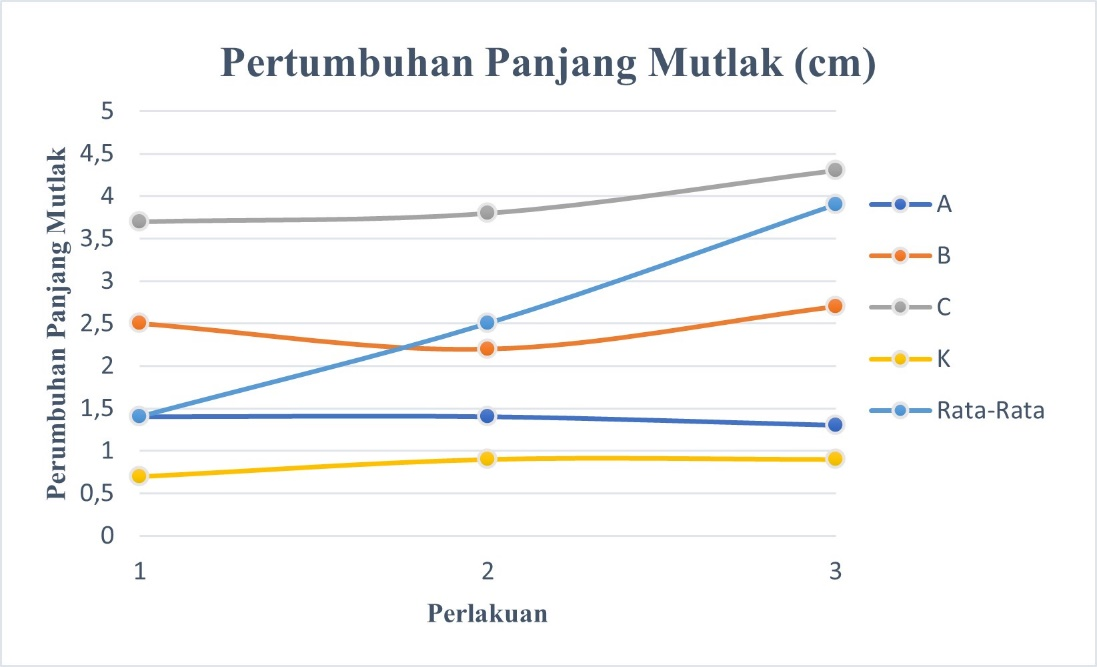 Pertumbuhan Panjang Mutlak (cm)
Perumbuhan Panjang Mutlak
5
4,5
4
3,5
3
2,5
2
1,5
1
0,5
0
1 2 3
Perlakuan
A
B
C
K
Rata-Rata